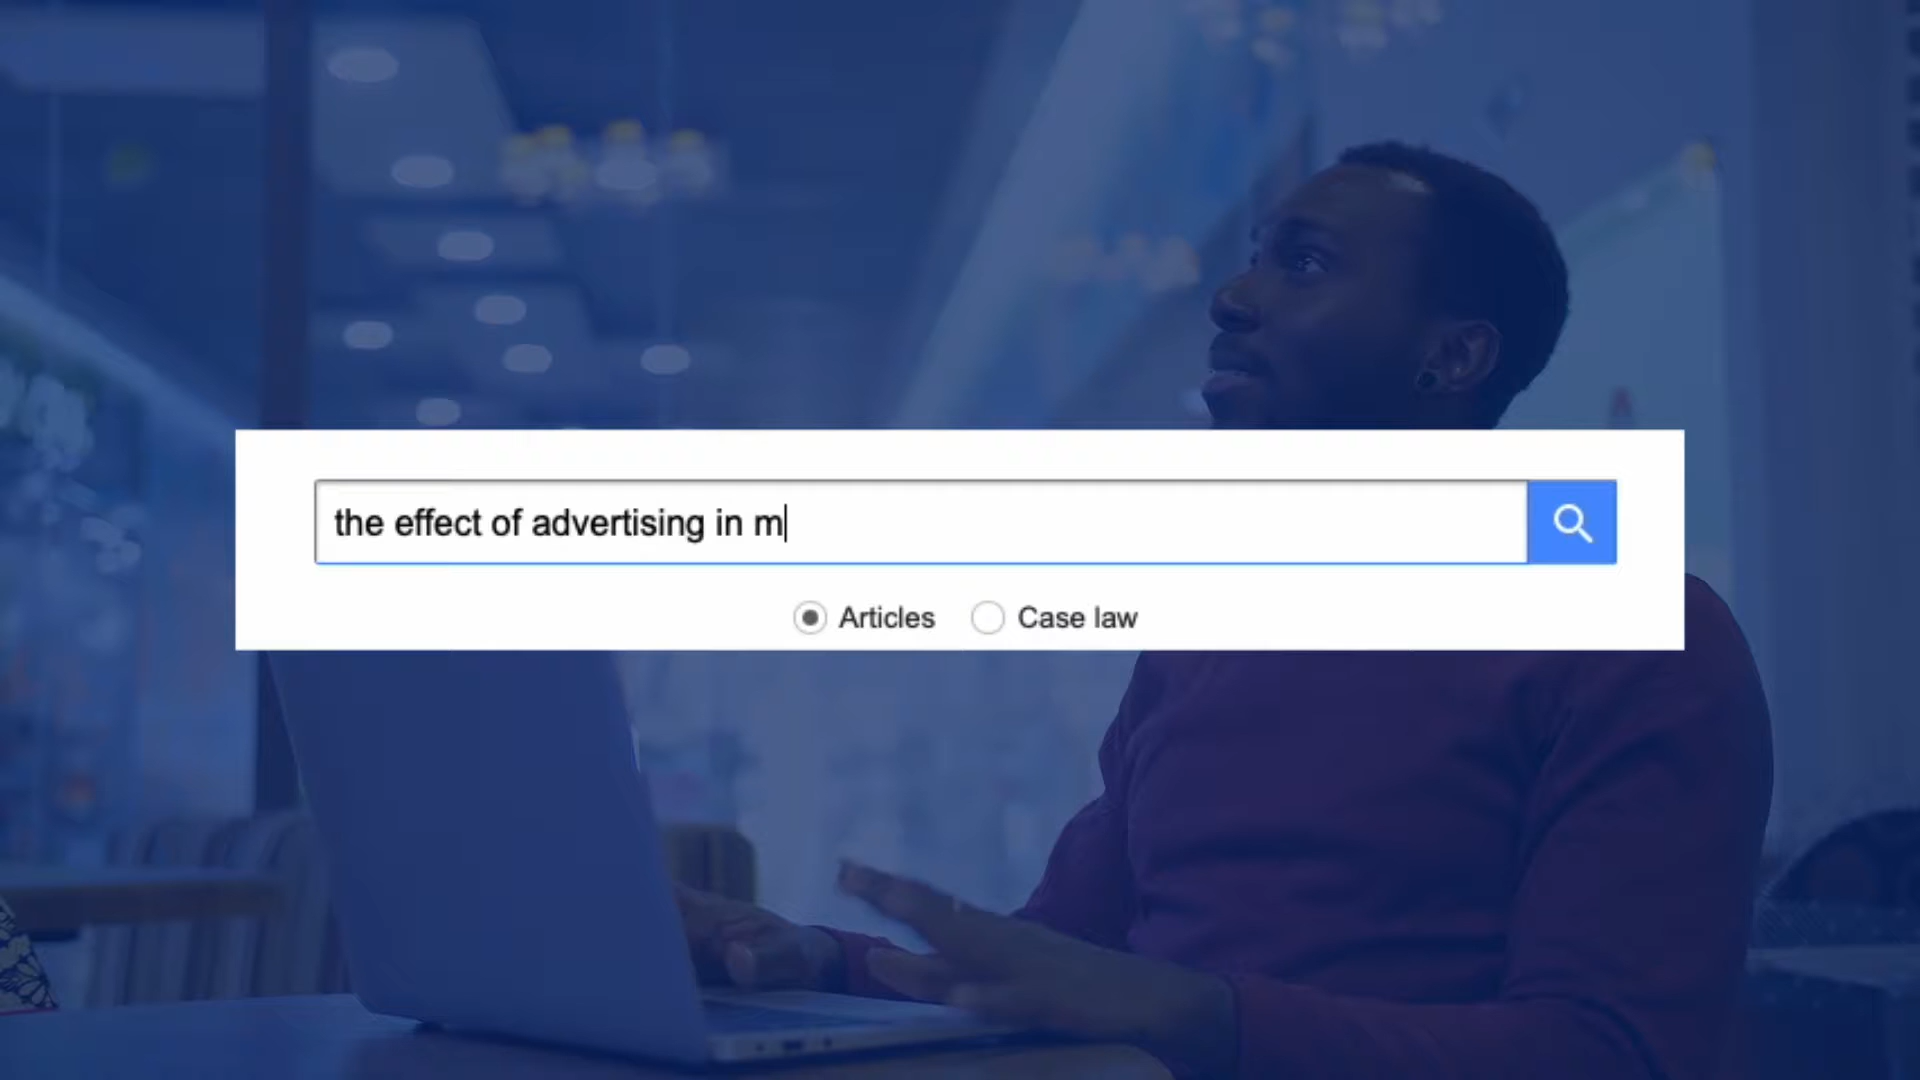 the effect of advertising in m
Articles Case law